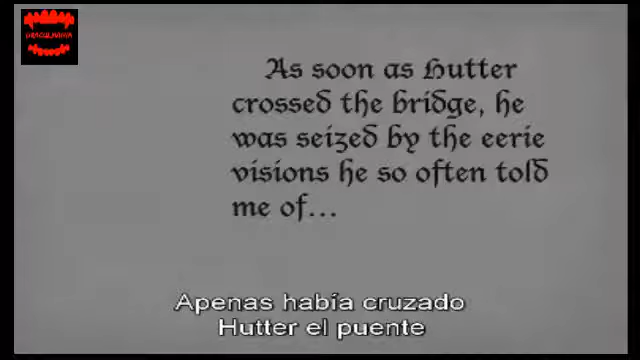 DRACULMANIA
As soon as Hutter
crossed the bridge, he
was seized by the eerie
visions he so often told
me of...
Apenas había cruzado
Hutter el puente